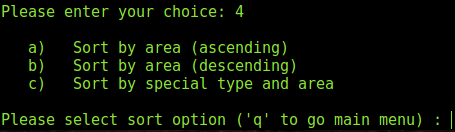 Please enter your choice: 4
a) Sort by area (ascending)
b) Sort by area (descending)
c) Sort by special type and area
Please select sort option ('q' to go main menu) :